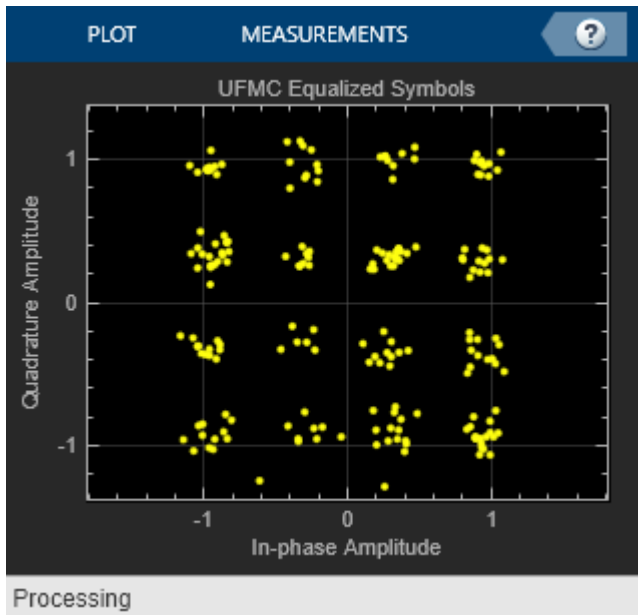 PLOT MEASUREMENTS ?
UFMC Equalized Symbols
Quadrature Amplitude
1
0
-1
-1 0 1
In-phase Amplitude
Processing